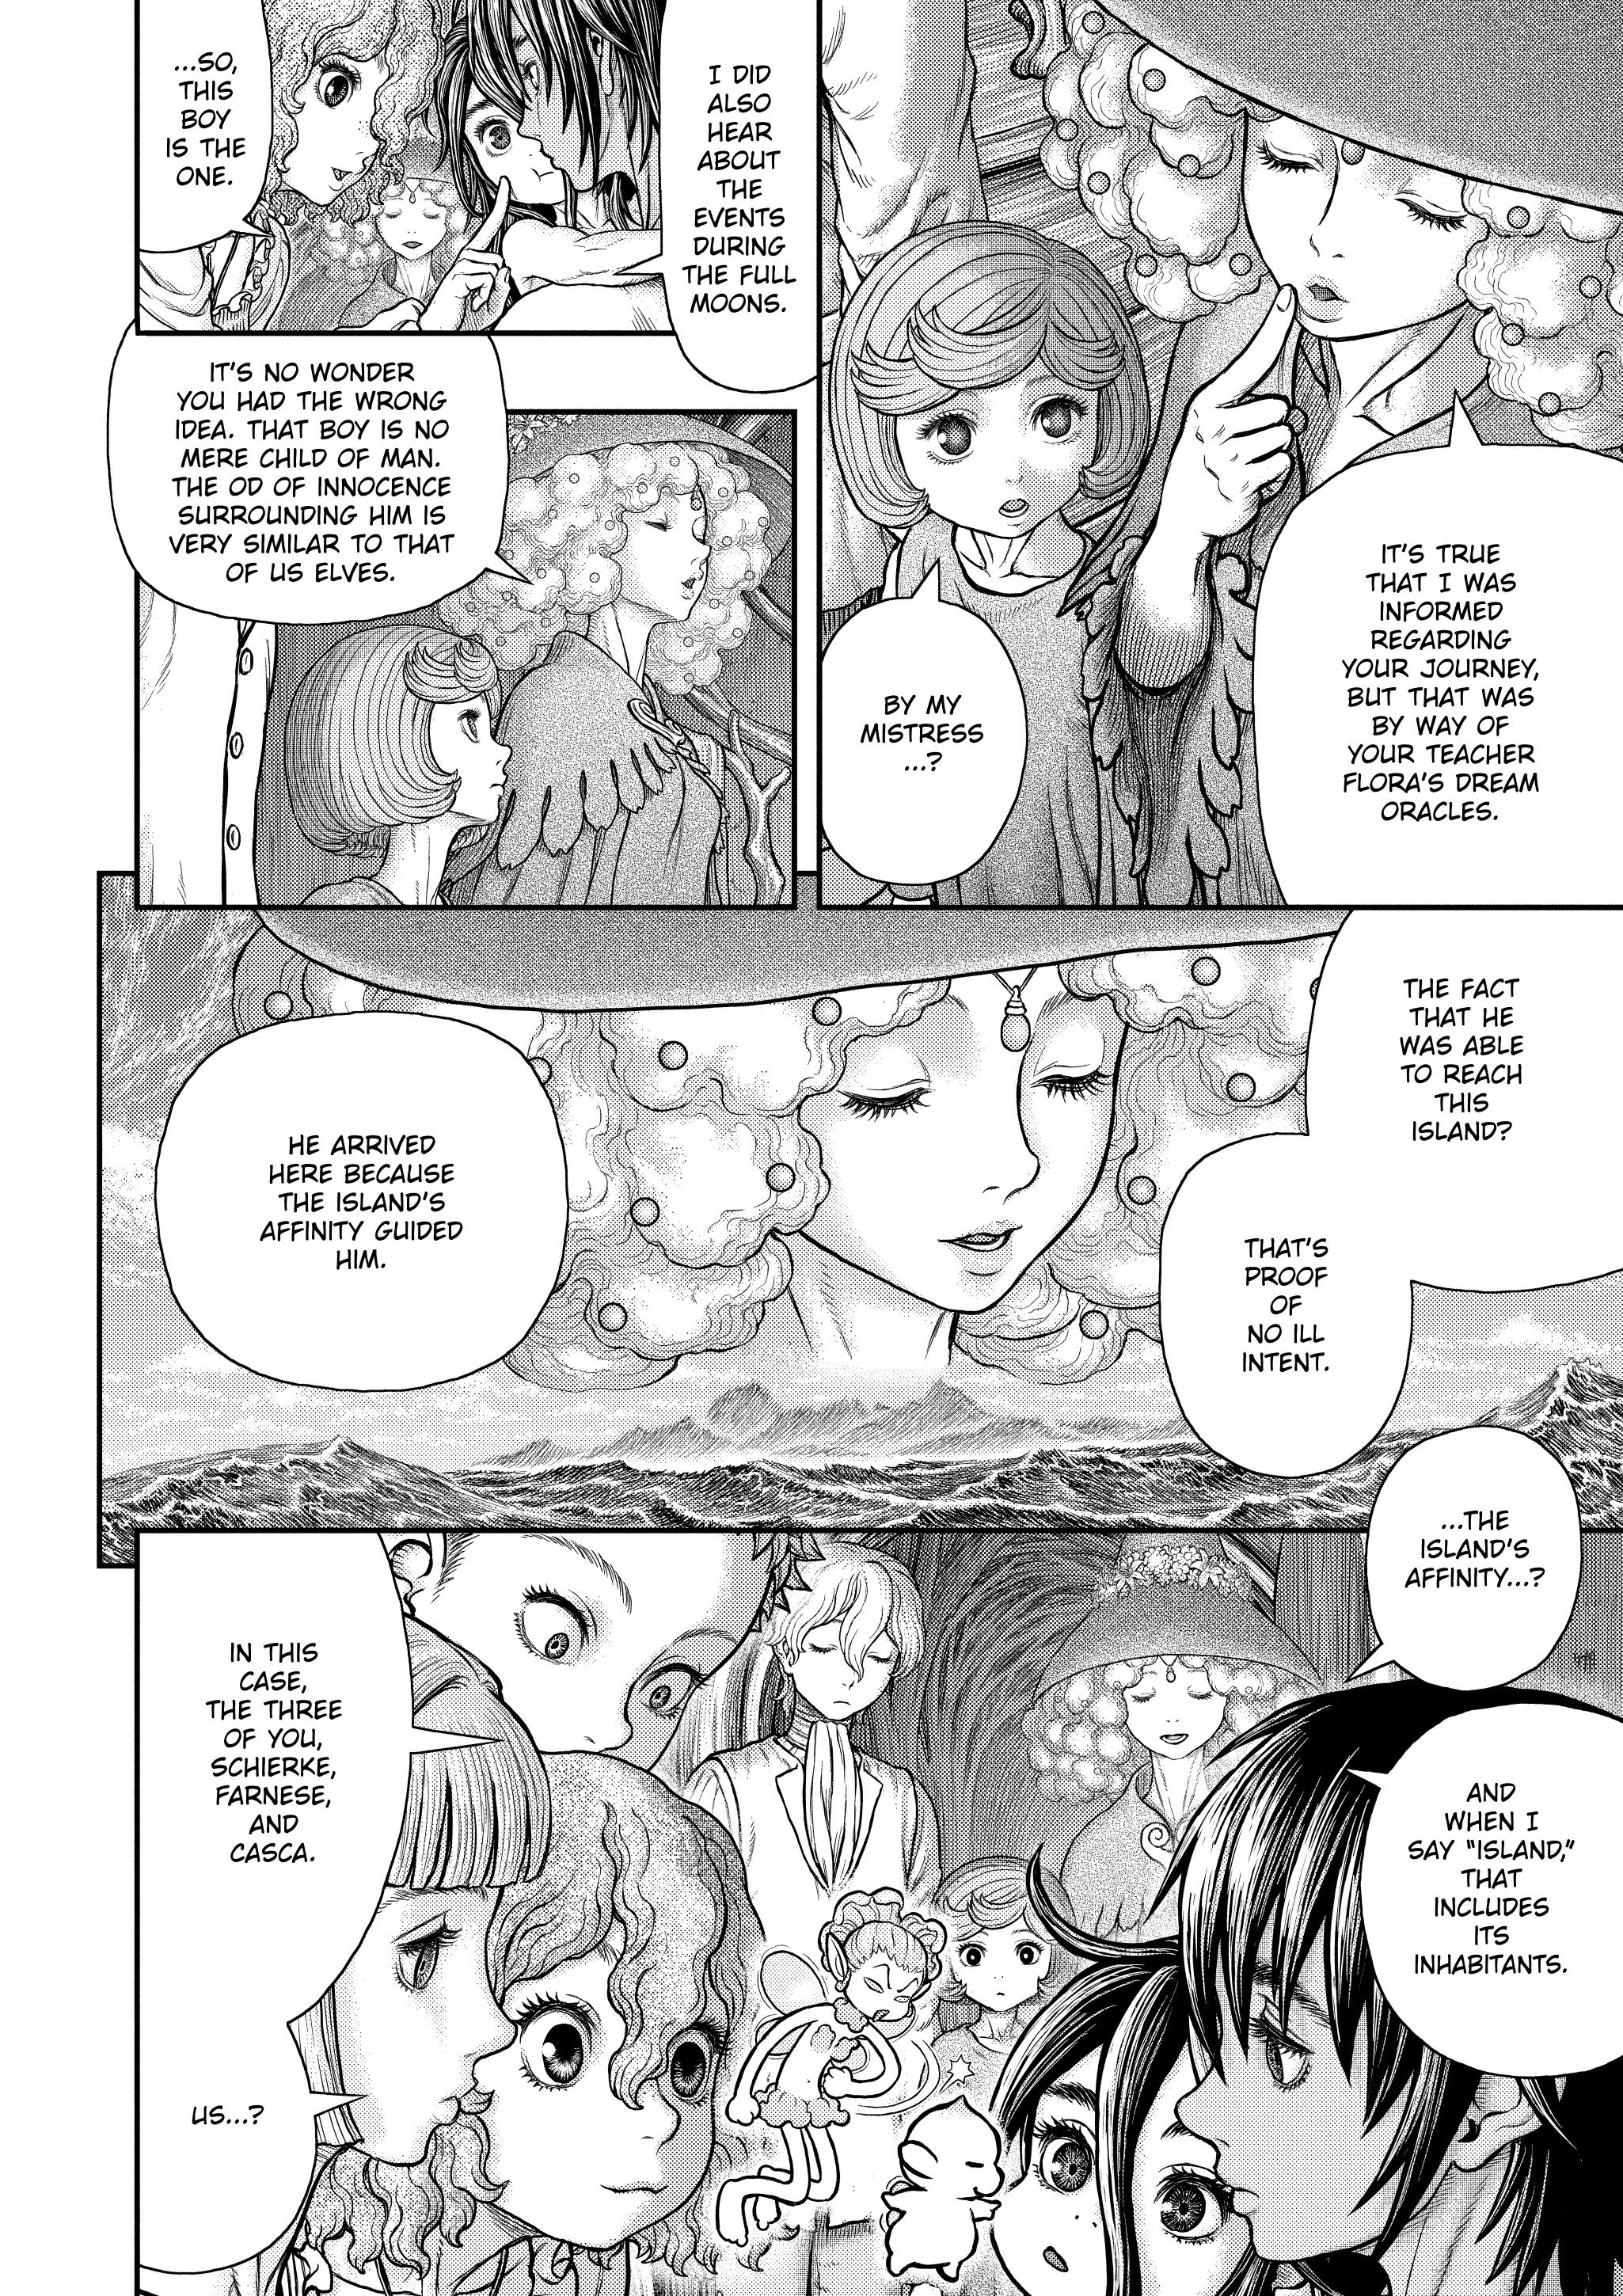 IT'S TRUE
THAT I WAS
INFORMED
REGARDING
YOUR JOURNEY,
BUT THAT WAS
BY WAY OF
YOUR TEACHER
FLORA'S DREAM
ORACLES.
BY MY
MISTRESS
...?
I DID
ALSO
HEAR
ABOUT
THE
EVENTS
DURING
THE FULL
MOONS.
...SO,
THIS
BOY
IS THE
ONE.
IT'S NO WONDER
YOU HAD THE WRONG
IDEA. THAT BOY IS NO
MERE CHILD OF MAN.
THE OD OF INNOCENCE
SURROUNDING HIM IS
VERY SIMILAR TO THAT
OF US ELVES.
THE FACT
THAT HE
WAS ABLE
TO REACH
THIS
ISLAND?
THAT'S
PROOF
OF
NO ILL
INTENT.
HE ARRIVED
HERE BECAUSE
THE ISLAND'S
AFFINITY GUIDED
HIM.
...THE
ISLAND'S
AFFINITY...?
AND
WHEN I
SAY "ISLAND,"
THAT
INCLUDES
ITS
INHABITANTS.
IN THIS
CASE,
THE THREE
OF YOU,
SCHIERKE,
FARNESE,
AND
CASCA.
US...?